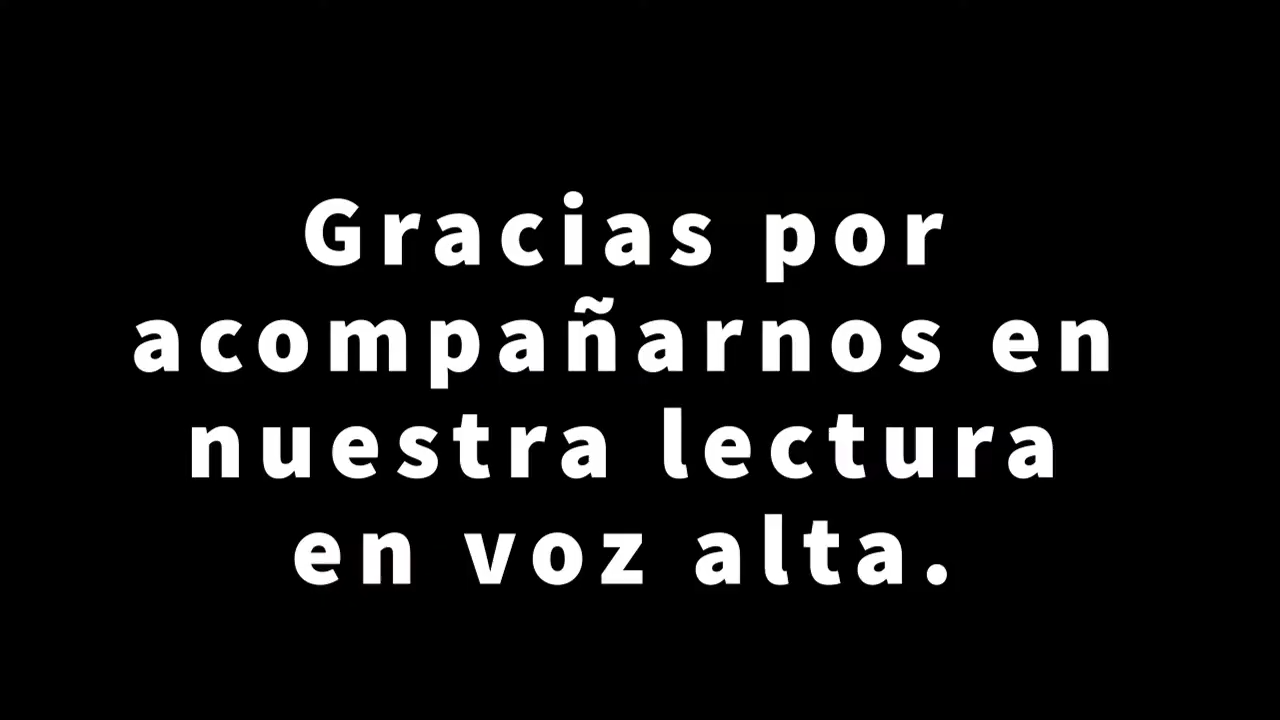 Gracias por
acompañarnos en
nuestra lectura
en voz alta.